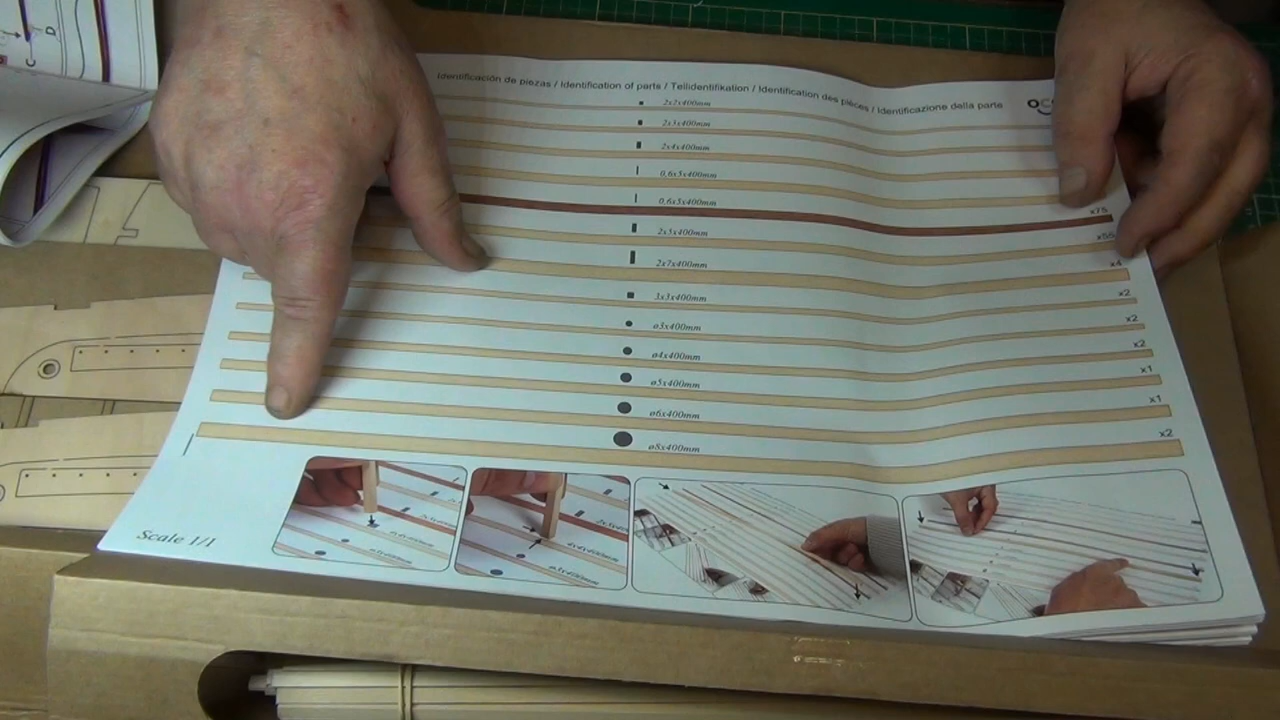 D
C
Identificación de piezas / Identification of parts / Tellidentifikation / Identification des pièces / Identificazione della parte
oc
2x2x400mm
2x3x400mm
2x4x400mm
0,6x5x400mm
0,6x5x400mm x75
2x5x400mm x55
2x7x400mm x4
3x3x400mm x2
ø3x400mm x2
ø4x400mm x2
ø5x400mm x1
ø6x400mm x1
ø8x400mm x2
Scale 1/1